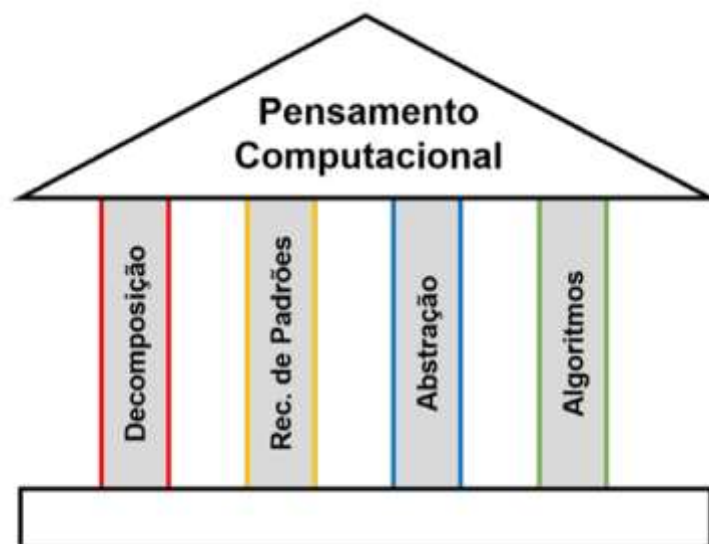 Pensamento
Computacional
Decomposição
Rec. de Padrões
Abstração
Algoritmos